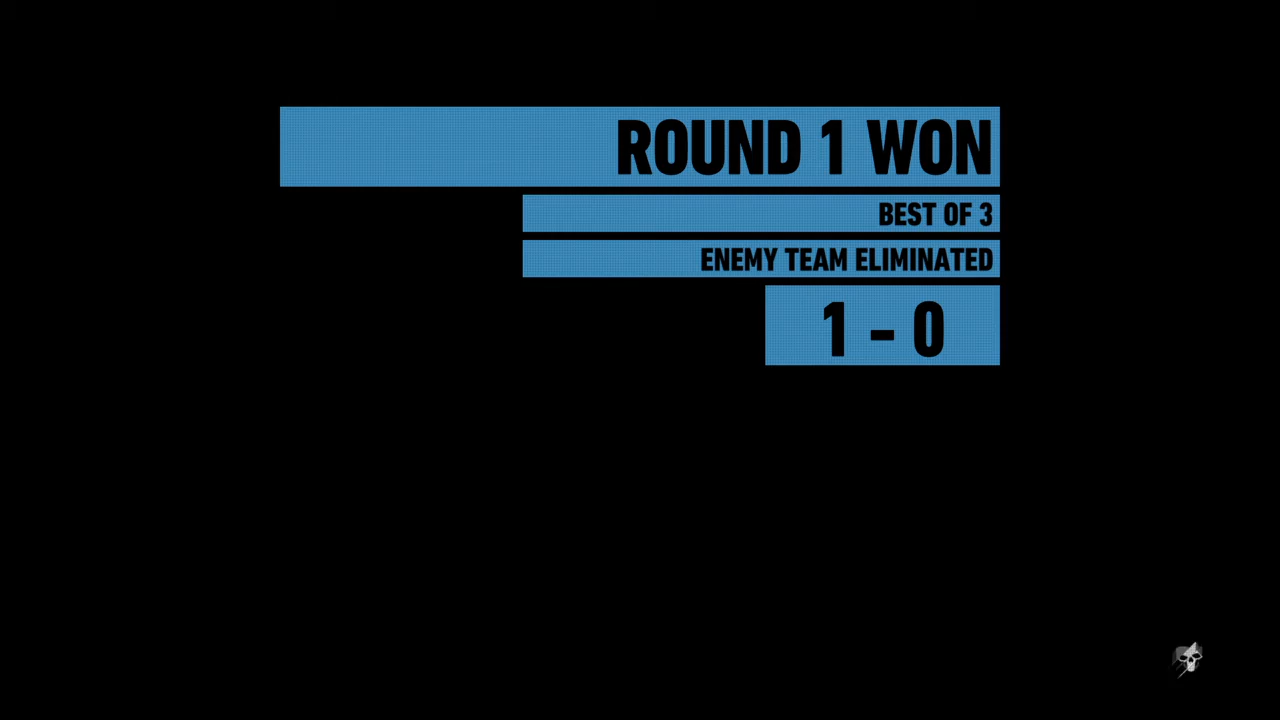 ROUND 1 WON
BEST OF 3
ENEMY TEAM ELIMINATED
1 - 0